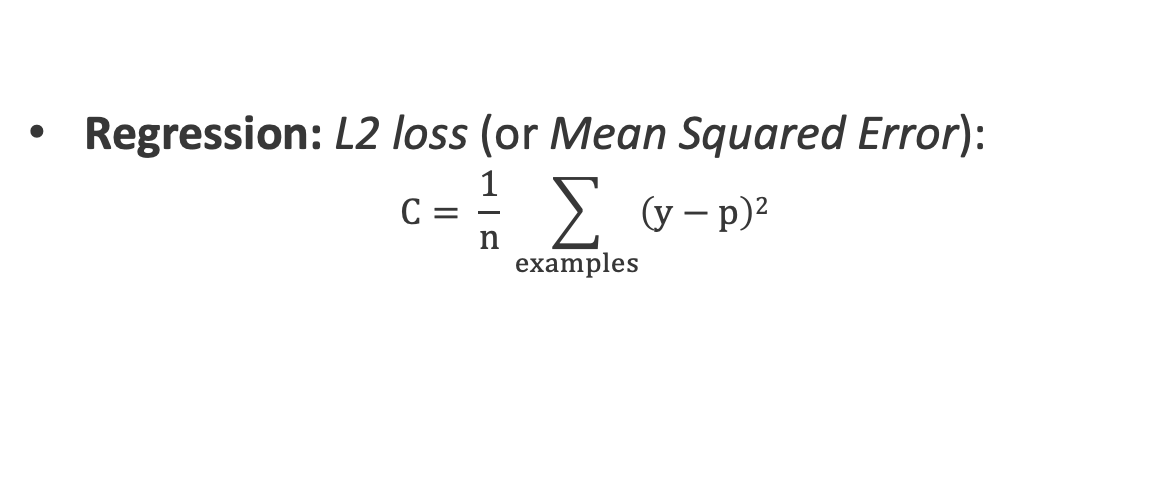 • Regression: L2 loss (or Mean Squared Error):
C = 1/n ∑ examples (y − p)²